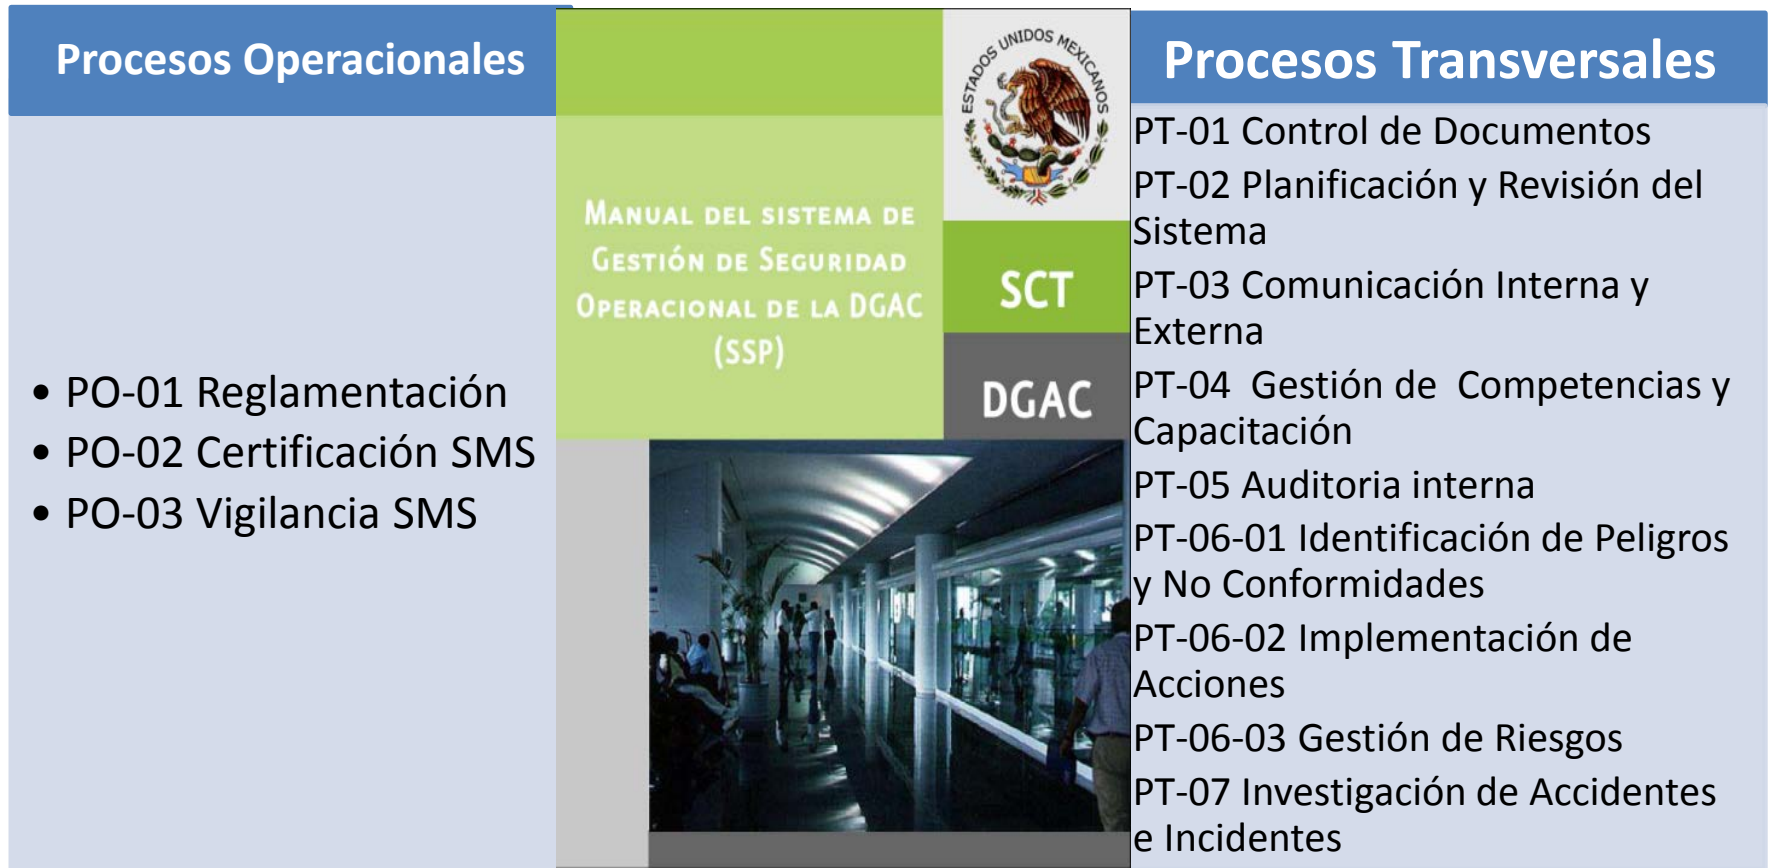 Procesos Operacionales
• PO-01 Reglamentación
• PO-02 Certificación SMS
• PO-03 Vigilancia SMS
MANUAL DEL SISTEMA DE
GESTIÓN DE SEGURIDAD
OPERACIONAL DE LA DGAC
(SSP)
ESTADOS UNIDOS MEXICANOS
SCT
DGAC
Procesos Transversales
PT-01 Control de Documentos
PT-02 Planificación y Revisión del
Sistema
PT-03 Comunicación Interna y
Externa
PT-04  Gestión de  Competencias y
Capacitación
PT-05 Auditoria interna
PT-06-01 Identificación de Peligros
y No Conformidades
PT-06-02 Implementación de
Acciones
PT-06-03 Gestión de Riesgos
PT-07 Investigación de Accidentes
e Incidentes